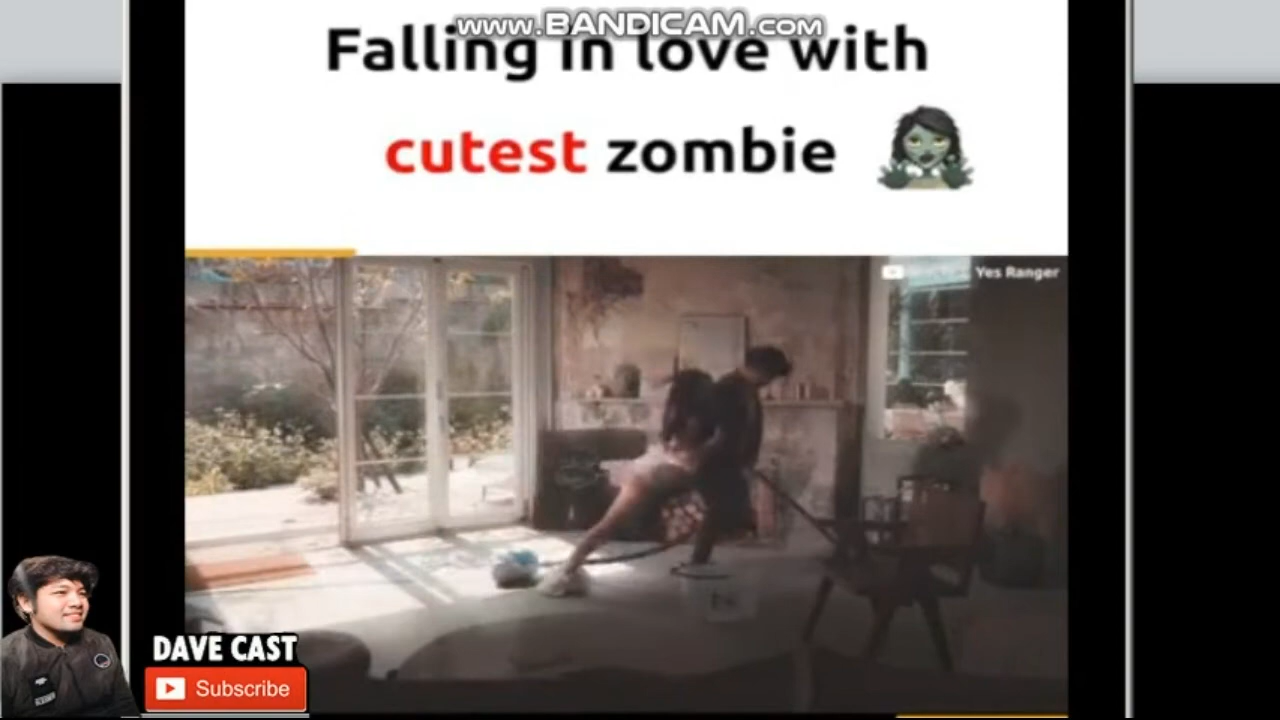 www.BANDICAM.com
Falling in love with
cutest zombie
Yes Ranger
DAVE CAST
Subscribe